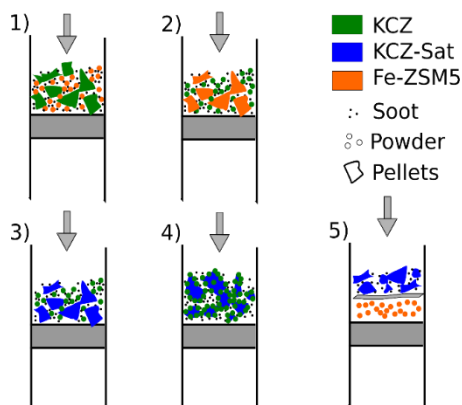 1)
2)
KCZ
KCZ-Sat
Fe-ZSM5
Soot
Powder
Pellets
3)
4)
5)